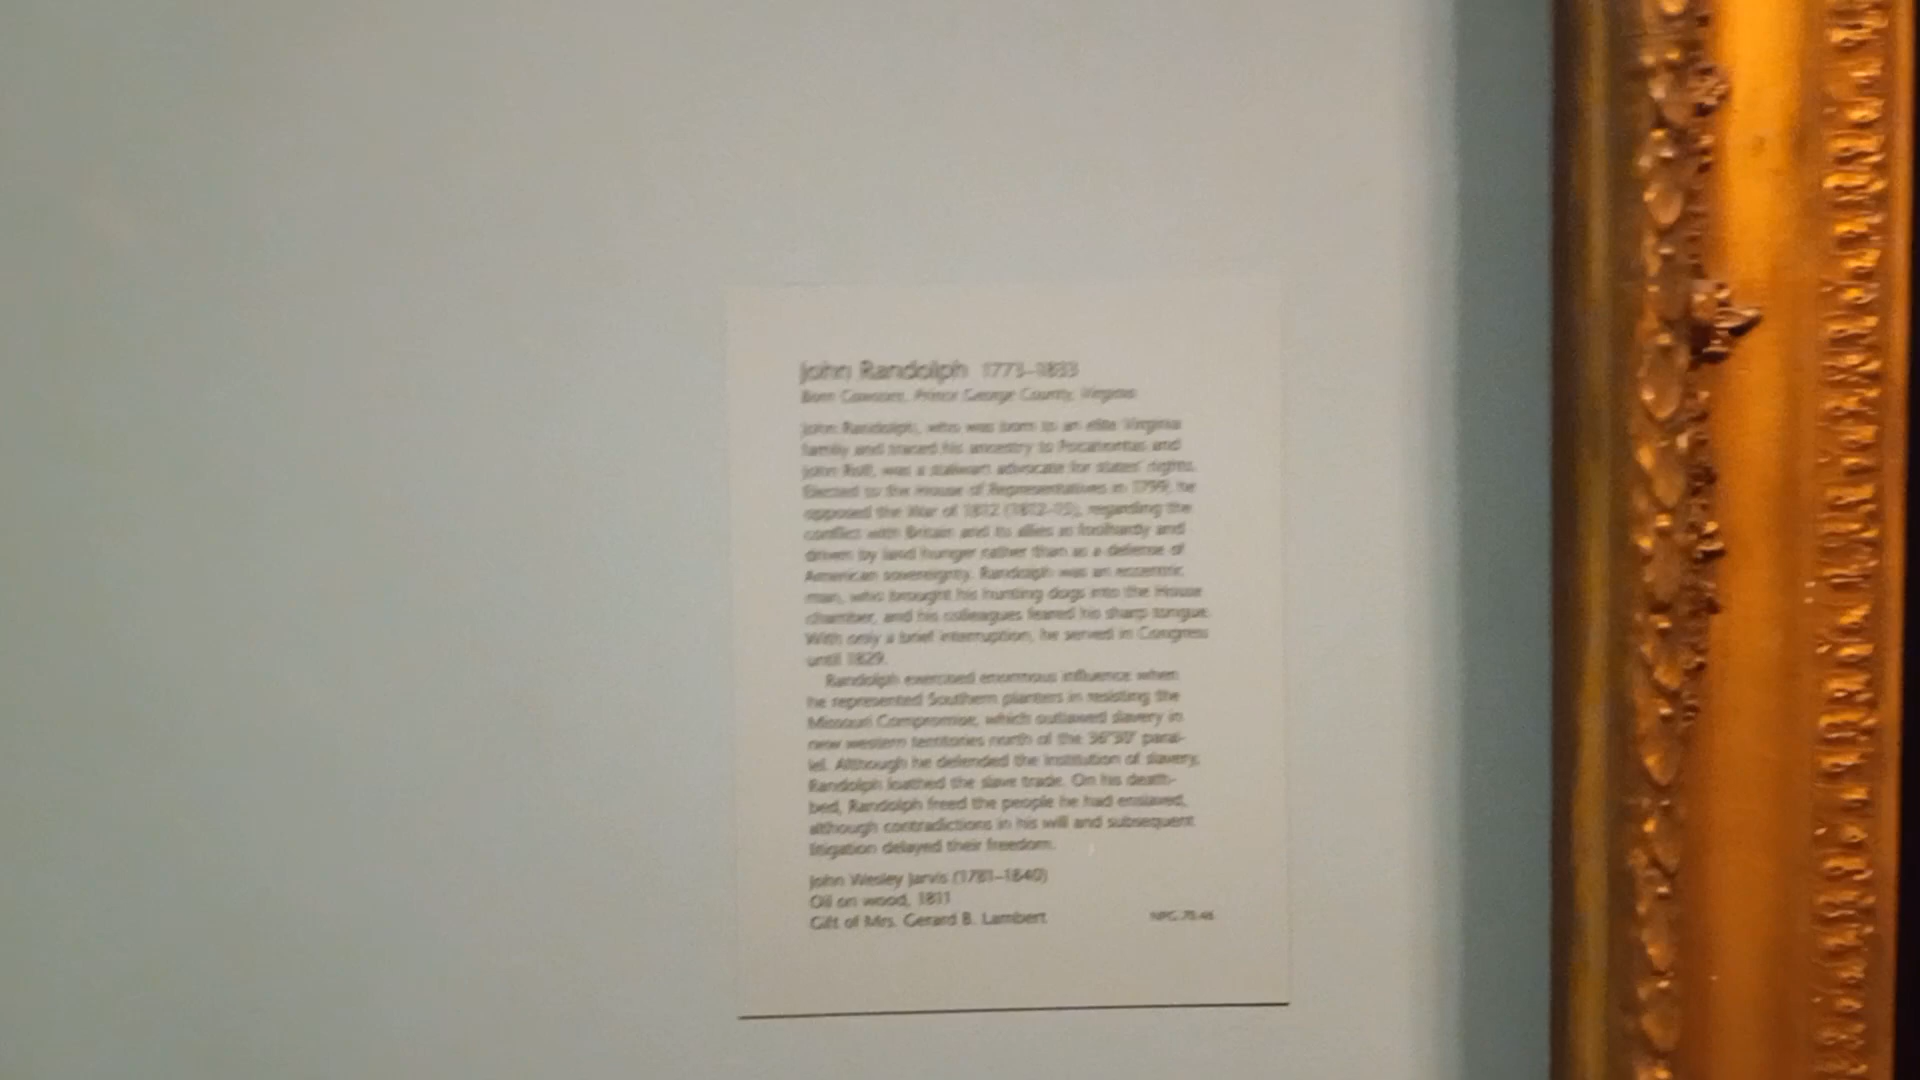 John Randolph 1773–1833
Born Cawsons, Prince George County, Virginia
John Randolph, who was born to an elite Virginia
family and traced his ancestry to Pocahontas and
John Rolf, was a stalwart advocate for states' rights.
Elected to the House of Representatives in 1799, he
opposed the War of 1812 (1812–15), regarding the
conflict with Britain and its allies as foolhardy and
driven by land hunger rather than as a defense of
American sovereignty. Randolph was an eccentric
man, who brought his hunting dogs into the House
chamber, and his colleagues feared his sharp tongue.
With only a brief interruption, he served in Congress
until 1829.
Randolph exercised enormous influence when
he represented Southern planters in resisting the
Missouri Compromise, which outlawed slavery in
new western territories north of the 36°30' paral-
lel. Although he defended the institution of slavery,
Randolph loathed the slave trade. On his death-
bed, Randolph freed the people he had enslaved,
although contradictions in his will and subsequent
litigation delayed their freedom.
John Wesley Jarvis (1781–1840)
Oil on wood, 1811
Gift of Mrs. Gerard B. Lambert